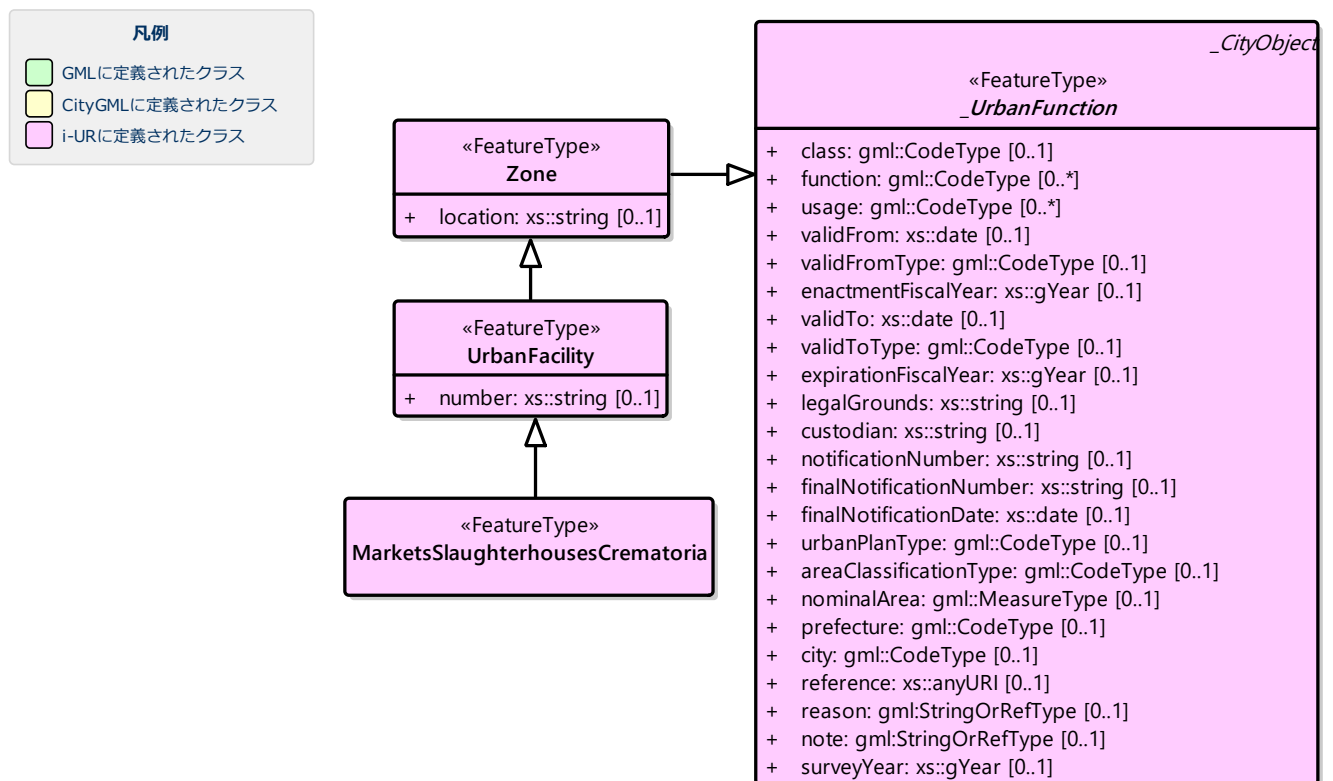 凡例
GMLに定義されたクラス
CityGMLに定義されたクラス
i-URに定義されたクラス
«FeatureType»
Zone
+ location: xs::string [0..1]
«FeatureType»
UrbanFacility
+ number: xs::string [0..1]
«FeatureType»
MarketsSlaughterhousesCrematoria
_CityObject
«FeatureType»
_UrbanFunction
+ class: gml::CodeType [0..1]
+ function: gml::CodeType [0..*]
+ usage: gml::CodeType [0..*]
+ validFrom: xs::date [0..1]
+ validFromType: gml::CodeType [0..1]
+ enactmentFiscalYear: xs::gYear [0..1]
+ validTo: xs::date [0..1]
+ validToType: gml::CodeType [0..1]
+ expirationFiscalYear: xs::gYear [0..1]
+ legalGrounds: xs::string [0..1]
+ custodian: xs::string [0..1]
+ notificationNumber: xs::string [0..1]
+ finalNotificationNumber: xs::string [0..1]
+ finalNotificationDate: xs::date [0..1]
+ urbanPlanType: gml::CodeType [0..1]
+ areaClassificationType: gml::CodeType [0..1]
+ nominalArea: gml::MeasureType [0..1]
+ prefecture: gml::CodeType [0..1]
+ city: gml::CodeType [0..1]
+ reference: xs::anyURI [0..1]
+ reason: gml:StringOrRefType [0..1]
+ note: gml:StringOrRefType [0..1]
+ surveyYear: xs::gYear [0..1]